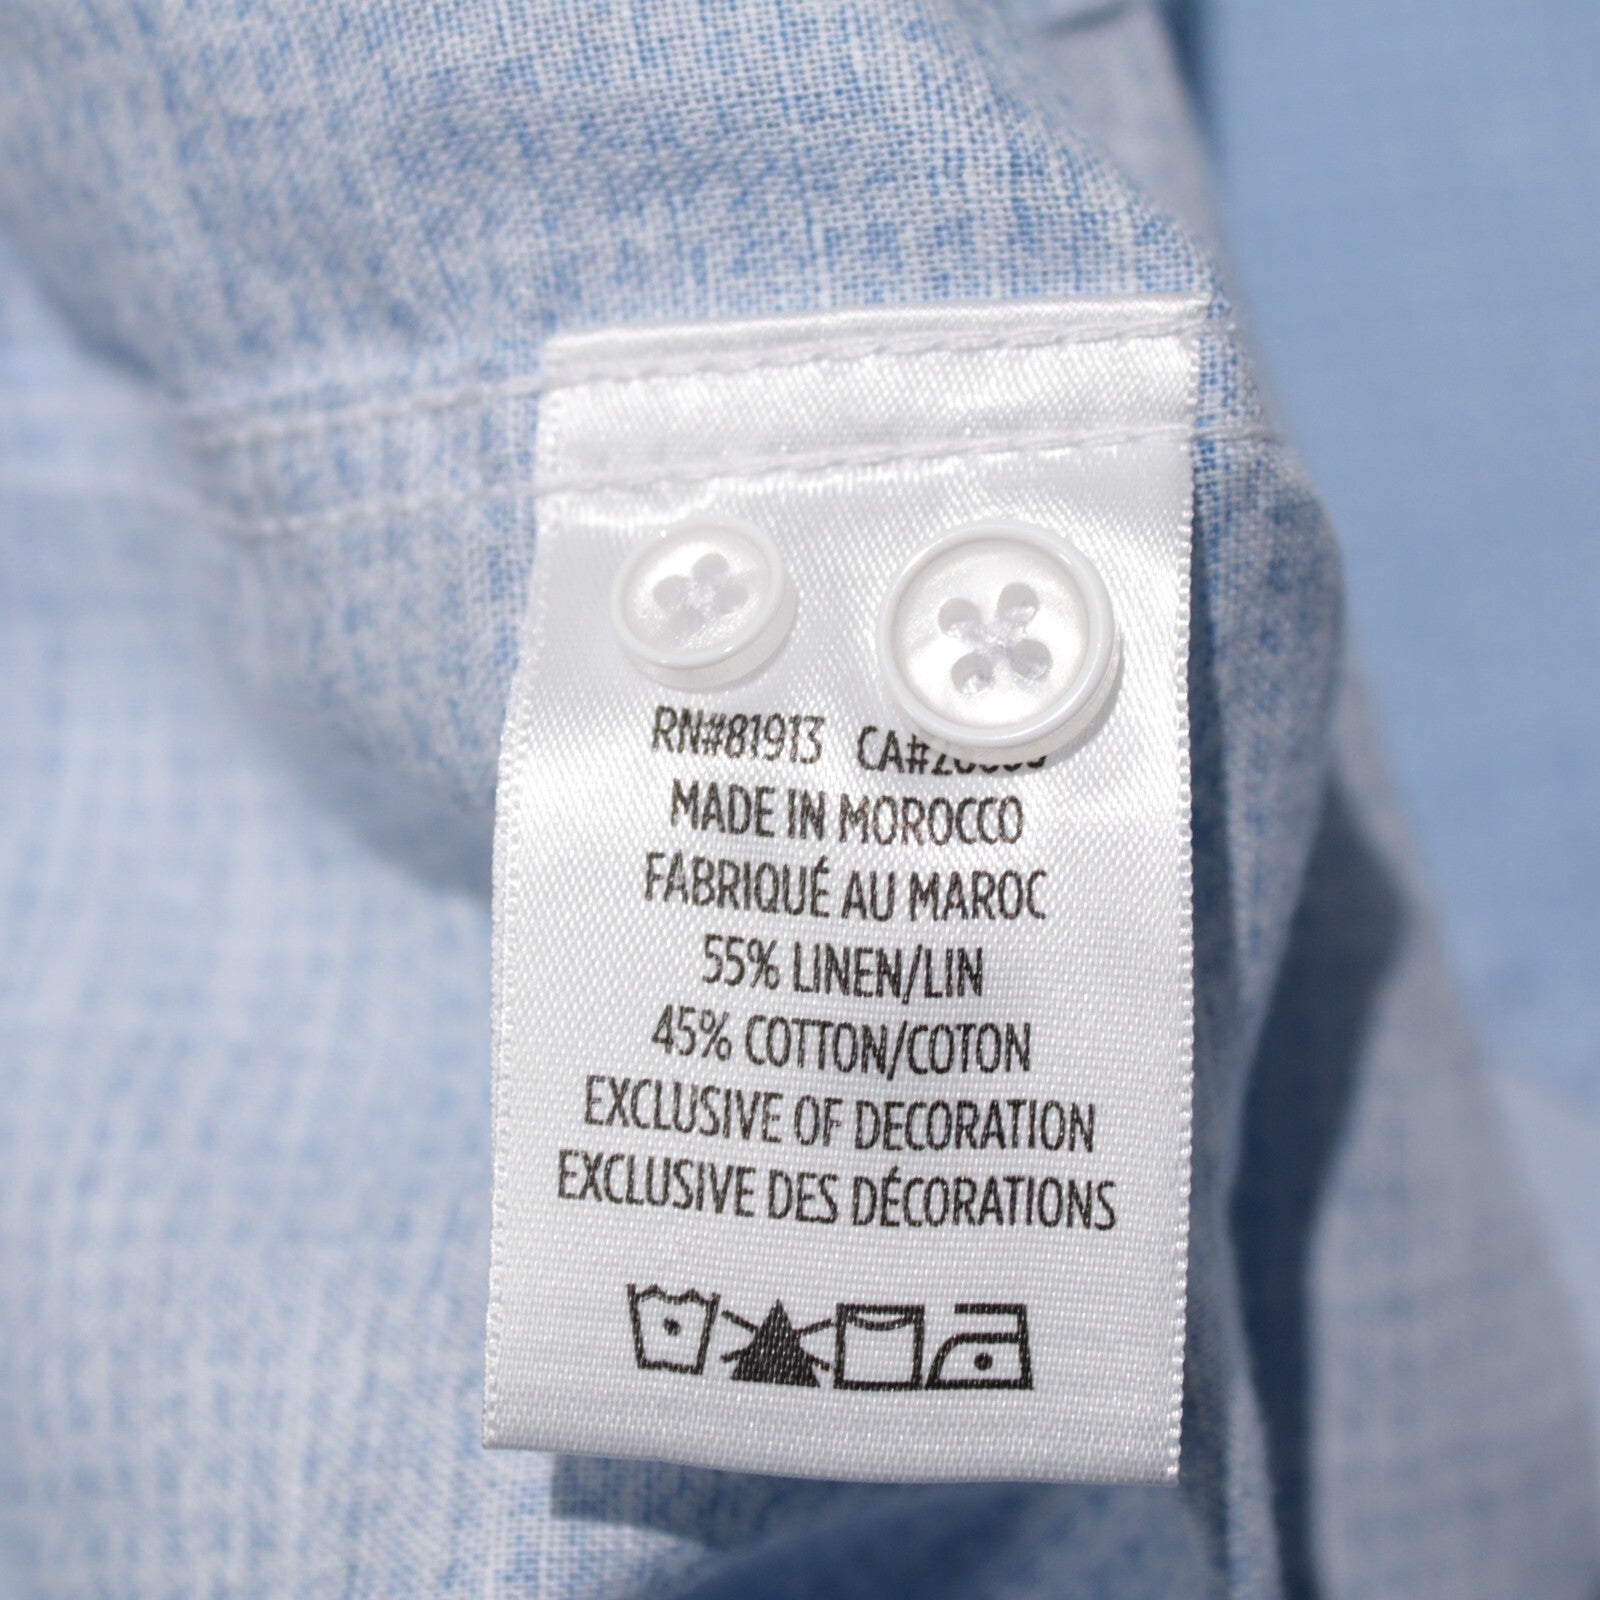 RN#81913
MADE IN MOROCCO
FABRIQUÉ AU MAROC
55% LINEN/LIN
45% COTTON/COTON
EXCLUSIVE OF DECORATION
EXCLUSIVE DES DÉCORATIONS